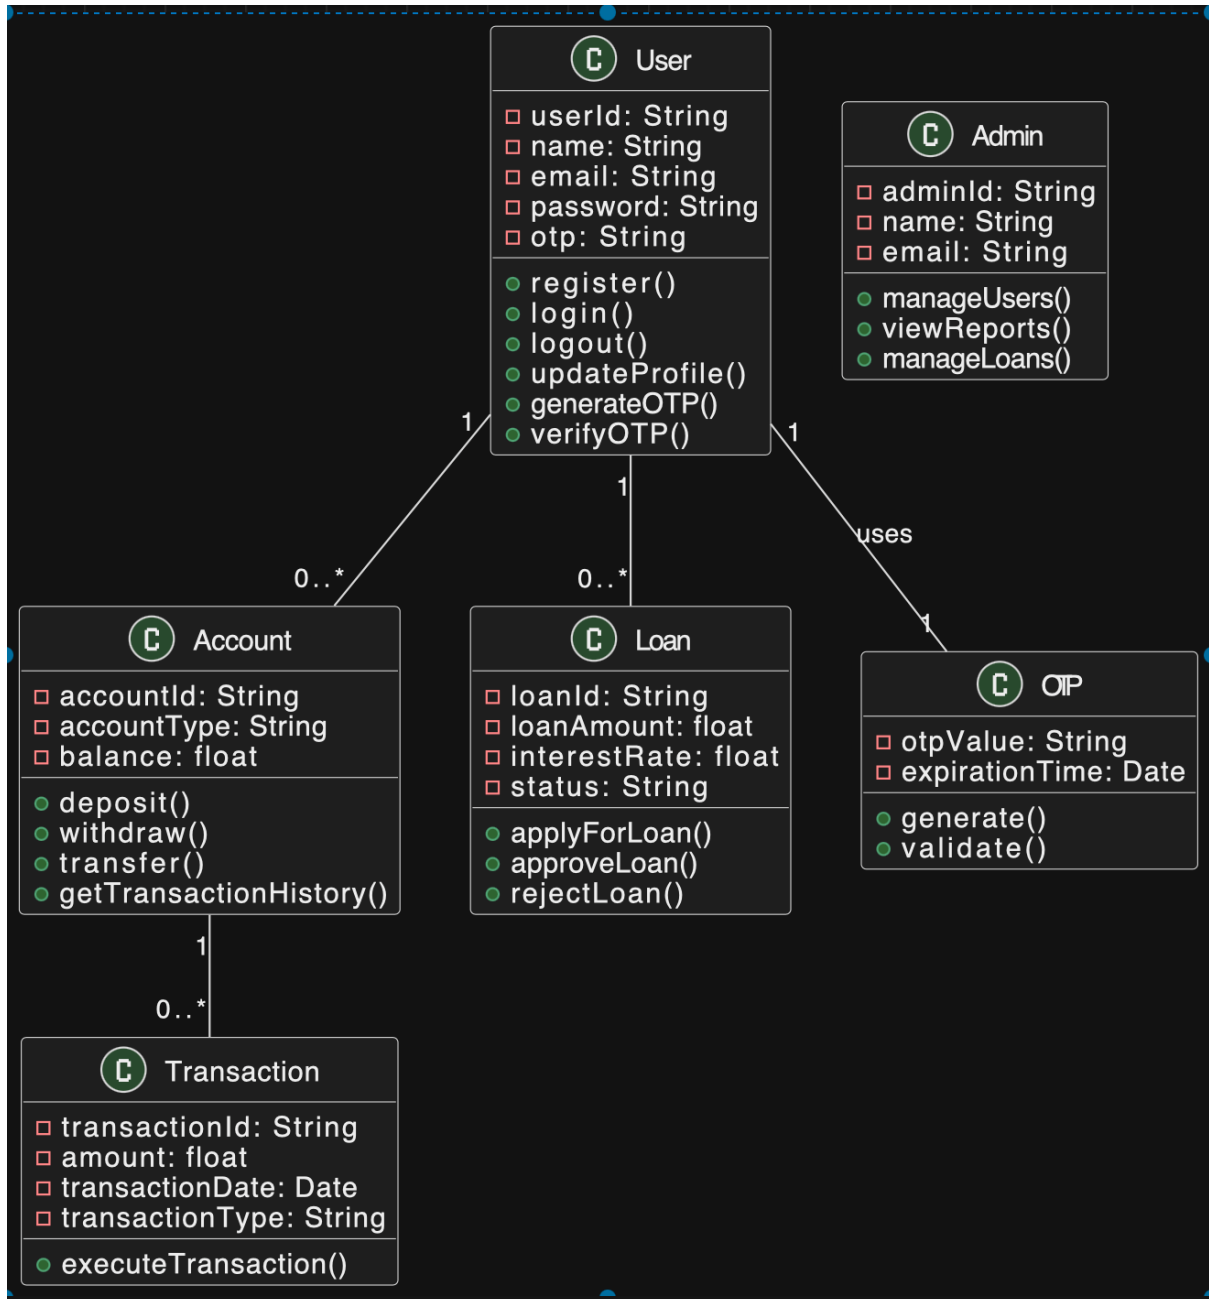 C User
userId: String
name: String
email: String
password: String
otp: String
register()
login()
logout()
updateProfile()
generateOTP()
verifyOTP()
C Admin
adminId: String
name: String
email: String
manageUsers()
viewReports()
manageLoans()
1
1
1
uses
0..*
0..*
1
C Account
accountId: String
accountType: String
balance: float
deposit()
withdraw()
transfer()
getTransactionHistory()
C Loan
loanId: String
loanAmount: float
interestRate: float
status: String
applyForLoan()
approveLoan()
rejectLoan()
C OTP
otpValue: String
expirationTime: Date
generate()
validate()
1
0..*
C Transaction
transactionId: String
amount: float
transactionDate: Date
transactionType: String
executeTransaction()